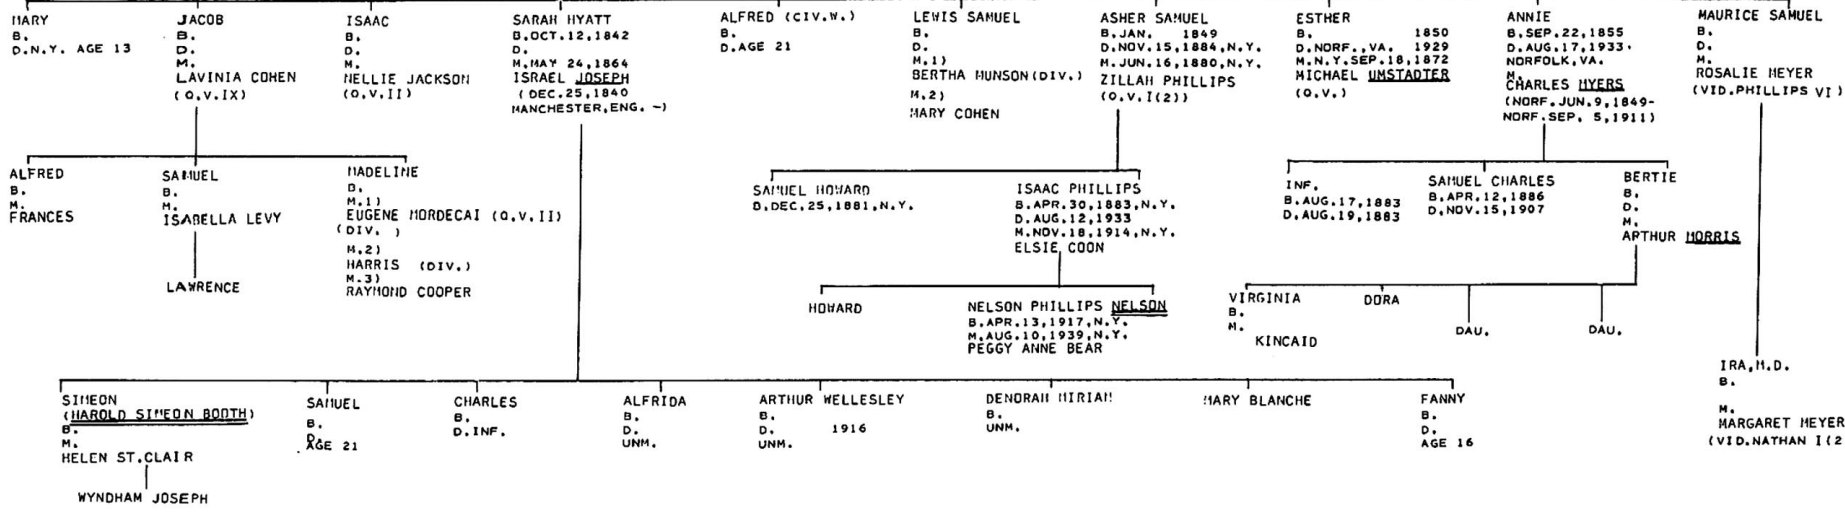 MARY
B.
D.N.Y. AGE 13
JACOB
B.
D.
M.
LAVINIA COHEN
(Q.V.IX)
ISAAC
B.
D.
M.
NELLIE JACKSON
(Q.V.II)
SARAH HYATT
B.OCT.12,1842
D.
M.MAY 24,1864
ISRAEL JOSEPH
(DEC.25,1840
MANCHESTER,ENG. -)
ALFRED (CIV.W.)
B.
D.AGE 21
LEWIS SAMUEL
B.
D.
M.1)
BERTHA MUNSON(DIV.)
M.2)
MARY COHEN
ASHER SAMUEL
B.JAN. 1849
D.NOV.15,1884,N.Y.
M.JUN.16,1880,N.Y.
ZILLAH PHILLIPS
(Q.V.I(2))
ESTHER
B. 1850
D.NORF.,VA. 1929
M.N.Y.SEP.18,1872
MICHAEL UMSTADTER
(Q.V.)
ANNIE
B.SEP.22,1855
D.AUG.17,1933.
NORFOLK,VA.
M.
CHARLES MYERS
(NORF.JUN.9,1849-
NORF.SEP. 5,1911)
MAURICE SAMUEL
B.
D.
M.
ROSALIE MEYER
(VID.PHILLIPS VI)
ALFRED
B.
M.
FRANCES
SAMUEL
B.
M.
ISABELLA LEVY
MADELINE
B.
M.1)
EUGENE MORDECAI (Q.V.II)
(DIV. )
M.2)
HARRIS (DIV.)
M.3)
RAYMOND COOPER
LAWRENCE
SAMUEL HOWARD
D.DEC.25,1881,N.Y.
ISAAC PHILLIPS
B.APR.30,1883,N.Y.
D.AUG.12,1933
M.NOV.18,1914,N.Y.
ELSIE COON
INF.
B.AUG.17,1883
D.AUG.19,1883
SAMUEL CHARLES
B.APR.12,1886
D.NOV.15,1907
BERTIE
B.
D.
M.
ARTHUR MORRIS
HOWARD
NELSON PHILLIPS NELSON
B.APR.13,1917,N.Y.
M.AUG.10,1939,N.Y.
PEGGY ANNE BEAR
VIRGINIA
B.
M.
KINCAID
DORA
DAU.
DAU.
IRA,M.D.
B.
M.
MARGARET MEYER
(VID.NATHAN I(2
SIMEON
(HAROLD SIMEON BOOTH)
B.
M.
HELEN ST.CLAIR
WYNDHAM JOSEPH
SAMUEL
B.
D.
AGE 21
CHARLES
B.
D.INF.
ALFRIDA
B.
D.
UNM.
ARTHUR WELLESLEY
B.
D. 1916
UNM.
DENORAH MIRIAM
B.
UNM.
MARY BLANCHE
FANNY
B.
D.
AGE 16